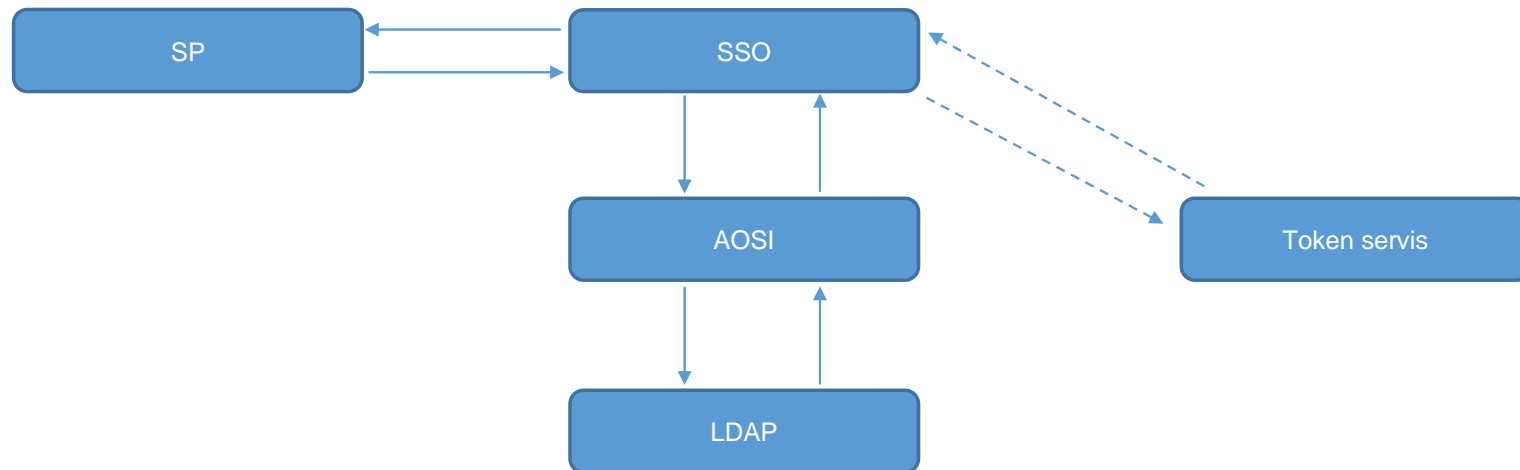 SP
SSO
AOSI
Token servis
LDAP